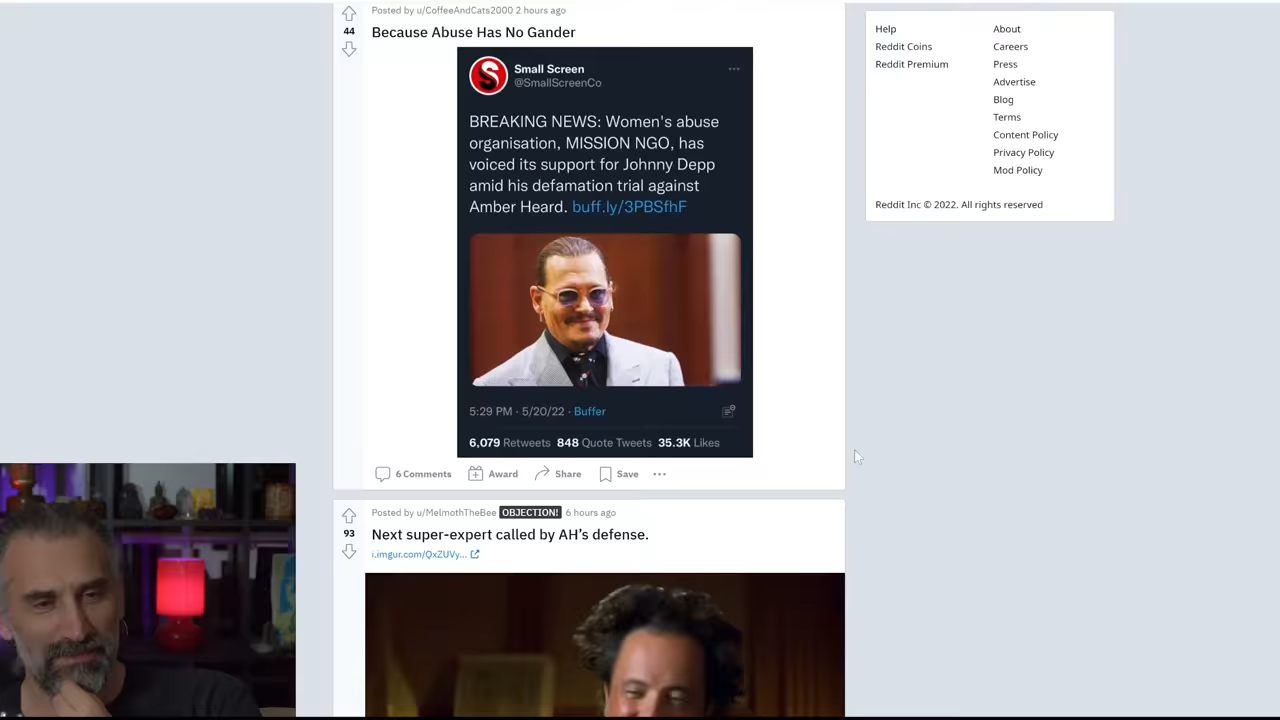 Posted by u/CoffeeAndCats2000 2 hours ago
44
Because Abuse Has No Gander
Small Screen
@SmallScreenCo
BREAKING NEWS: Women's abuse
organisation, MISSION NGO, has
voiced its support for Johnny Depp
amid his defamation trial against
Amber Heard. buff.ly/3PBSfhF
5:29 PM · 5/20/22 · Buffer
6,079 Retweets 848 Quote Tweets 35.3K Likes
6 Comments Award Share Save
Posted by u/MelmothTheBee OBJECTION! 6 hours ago
93
Next super-expert called by AH’s defense.
i.imgur.com/QxZUVy...
Help
Reddit Coins
Reddit Premium
About
Careers
Press
Advertise
Blog
Terms
Content Policy
Privacy Policy
Mod Policy
Reddit Inc © 2022. All rights reserved